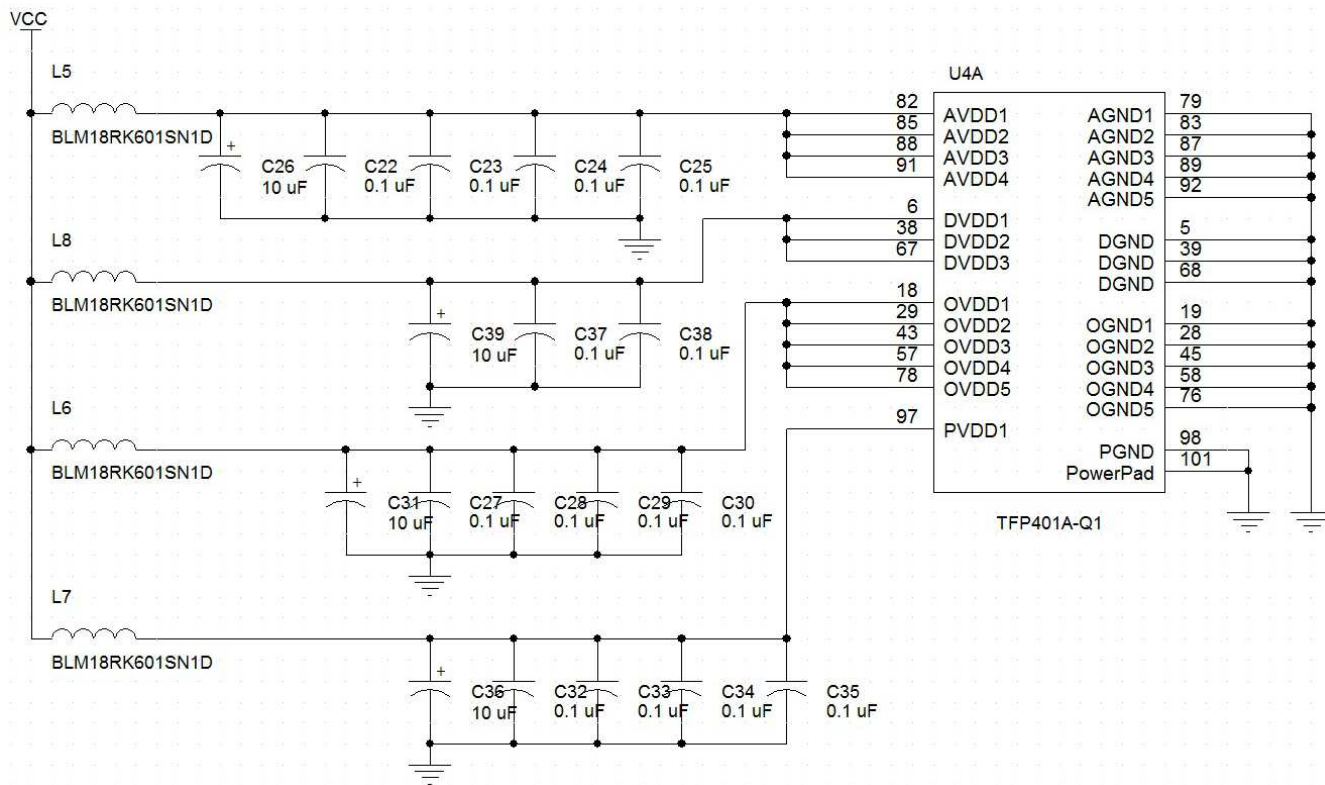 VCC
L5
BLM18RK601SN1D
+
C26
10 uF
C22
0.1 uF
C23
0.1 uF
C24
0.1 uF
C25
0.1 uF
L8
BLM18RK601SN1D
+
C39
10 uF
C37
0.1 uF
C38
0.1 uF
L6
BLM18RK601SN1D
+
C31
10 uF
C27
0.1 uF
C28
0.1 uF
C29
0.1 uF
C30
0.1 uF
L7
BLM18RK601SN1D
+
C36
10 uF
C32
0.1 uF
C33
0.1 uF
C34
0.1 uF
C35
0.1 uF
U4A
82 AVDD1
85 AVDD2
88 AVDD3
91 AVDD4
6 DVDD1
38 DVDD2
67 DVDD3
18 OVDD1
29 OVDD2
43 OVDD3
57 OVDD4
78 OVDD5
97 PVDD1
AGND1 79
AGND2 83
AGND3 87
AGND4 89
AGND5 92
DGND 5
DGND 39
DGND 68
OGND1 19
OGND2 28
OGND3 45
OGND4 58
OGND5 76
PGND 98
PowerPad 101
TFP401A-Q1